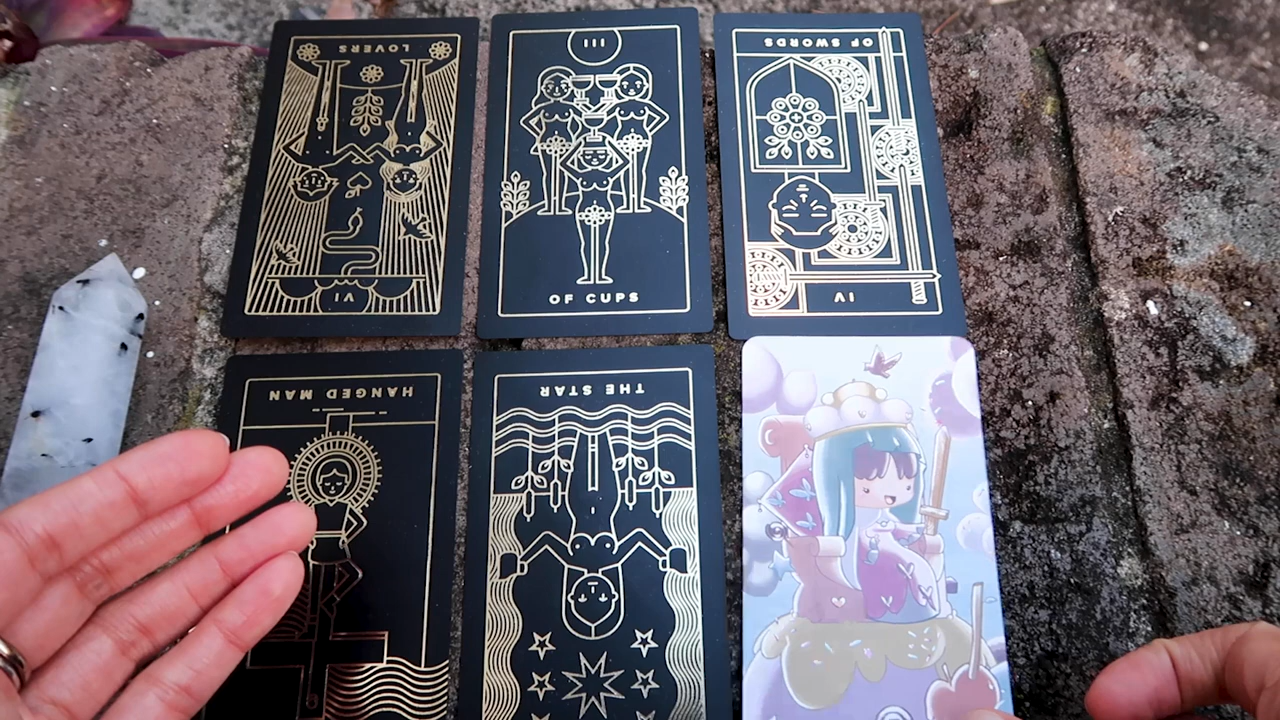 LOVERS
III
OF SWORDS
VI
OF CUPS
IV
HANGED MAN
THE STAR